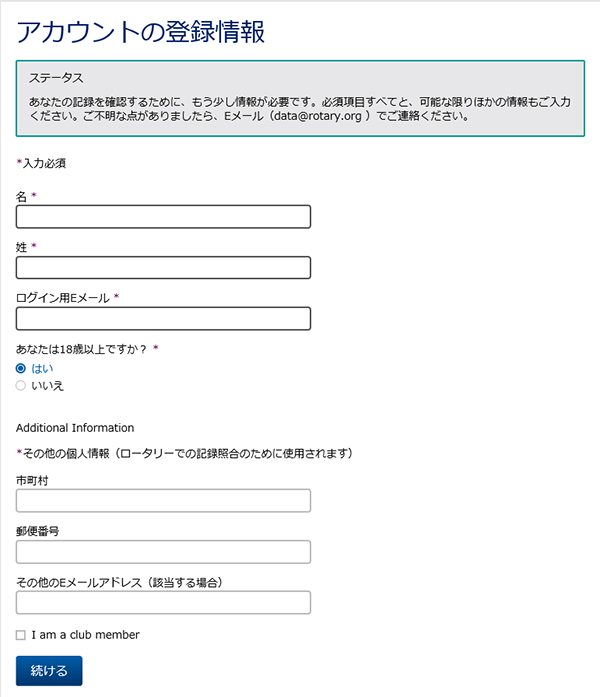 アカウントの登録情報
ステータス
あなたの記録を確認するために、もう少し情報が必要です。必須項目すべてと、可能な限りほかの情報もご入力
ください。ご不明な点がありましたら、Eメール（data@rotary.org ）でご連絡ください。
*入力必須
名 *
姓 *
ログイン用Eメール *
あなたは18歳以上ですか？ *
はい
いいえ
Additional Information
*その他の個人情報（ロータリーでの記録照合のために使用されます）
市町村
郵便番号
その他のEメールアドレス（該当する場合）
I am a club member
続ける